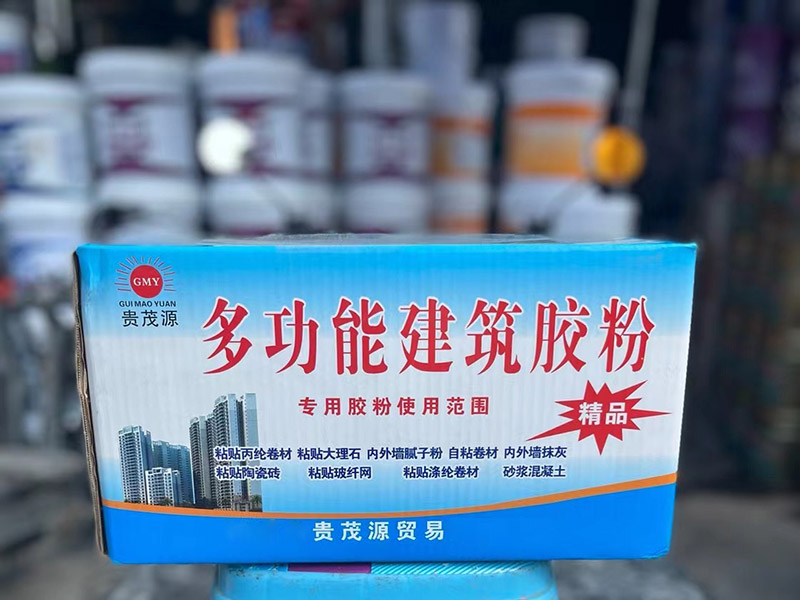 GMY
GUI MAO YUAN
贵茂源
多功能建筑胶粉
专用胶粉使用范围
精品
粘贴丙纶卷材 粘贴大理石 内外墙腻子粉 自粘卷材 内外墙抹灰
粘贴陶瓷砖 粘贴玻纤网 粘贴涤纶卷材 砂浆混凝土
贵茂源贸易